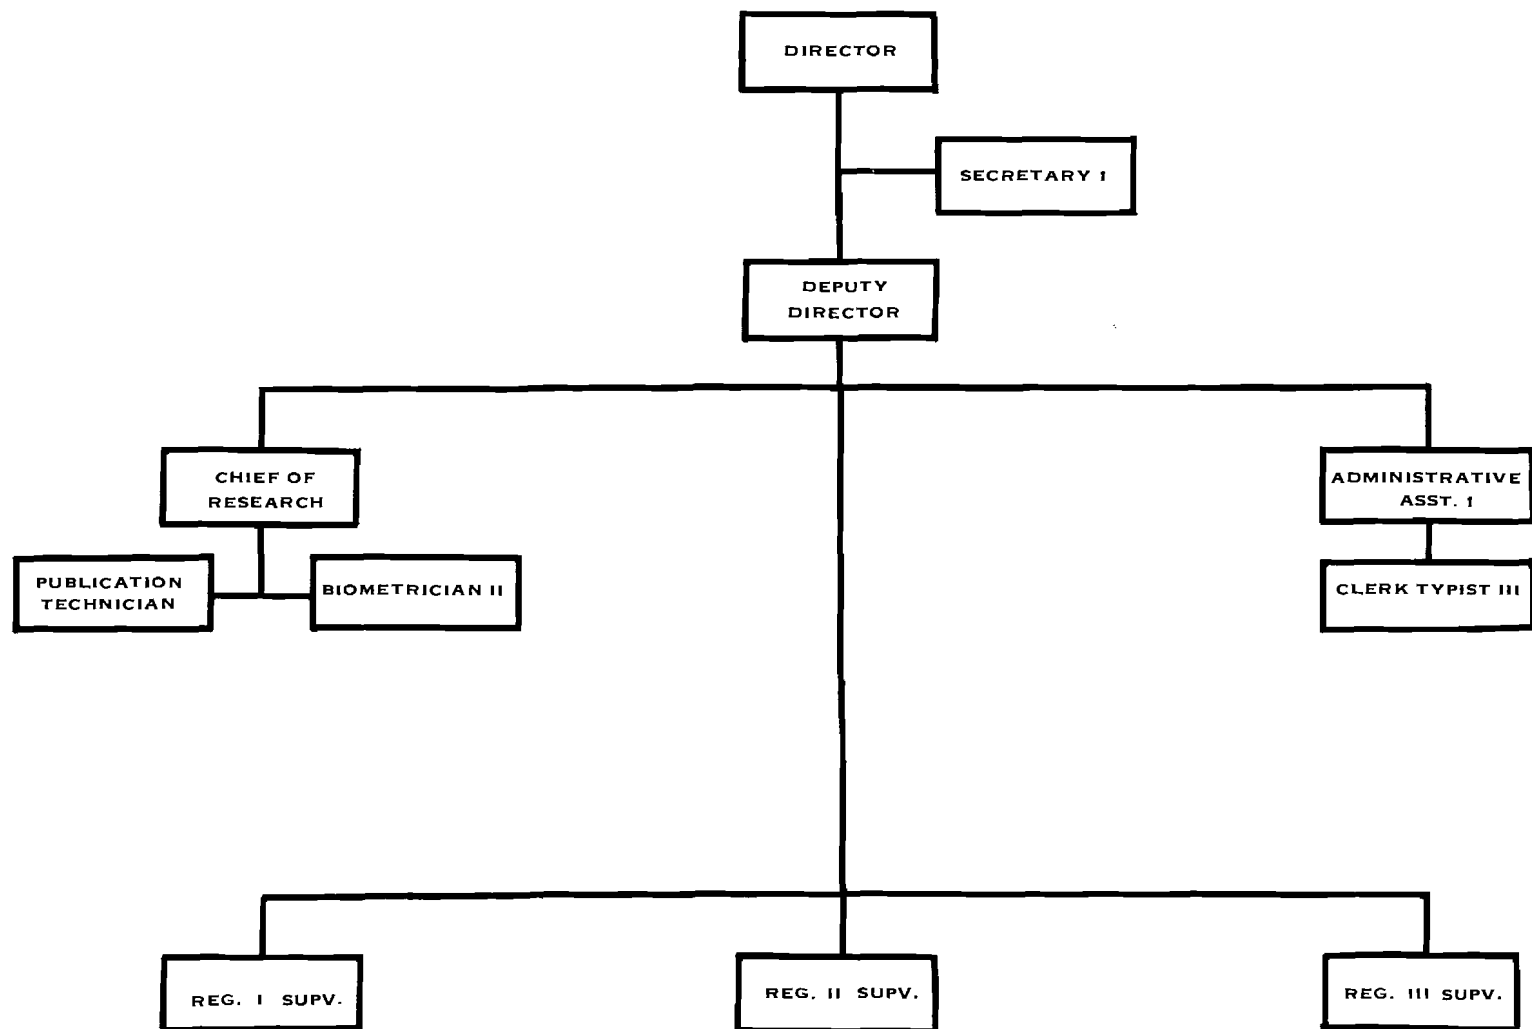 DIRECTOR
SECRETARY I
DEPUTY
DIRECTOR
CHIEF OF
RESEARCH
ADMINISTRATIVE
ASST. I
PUBLICATION
TECHNICIAN
BIOMETRICIAN II
CLERK TYPIST III
REG. I SUPV.
REG. II SUPV.
REG. III SUPV.